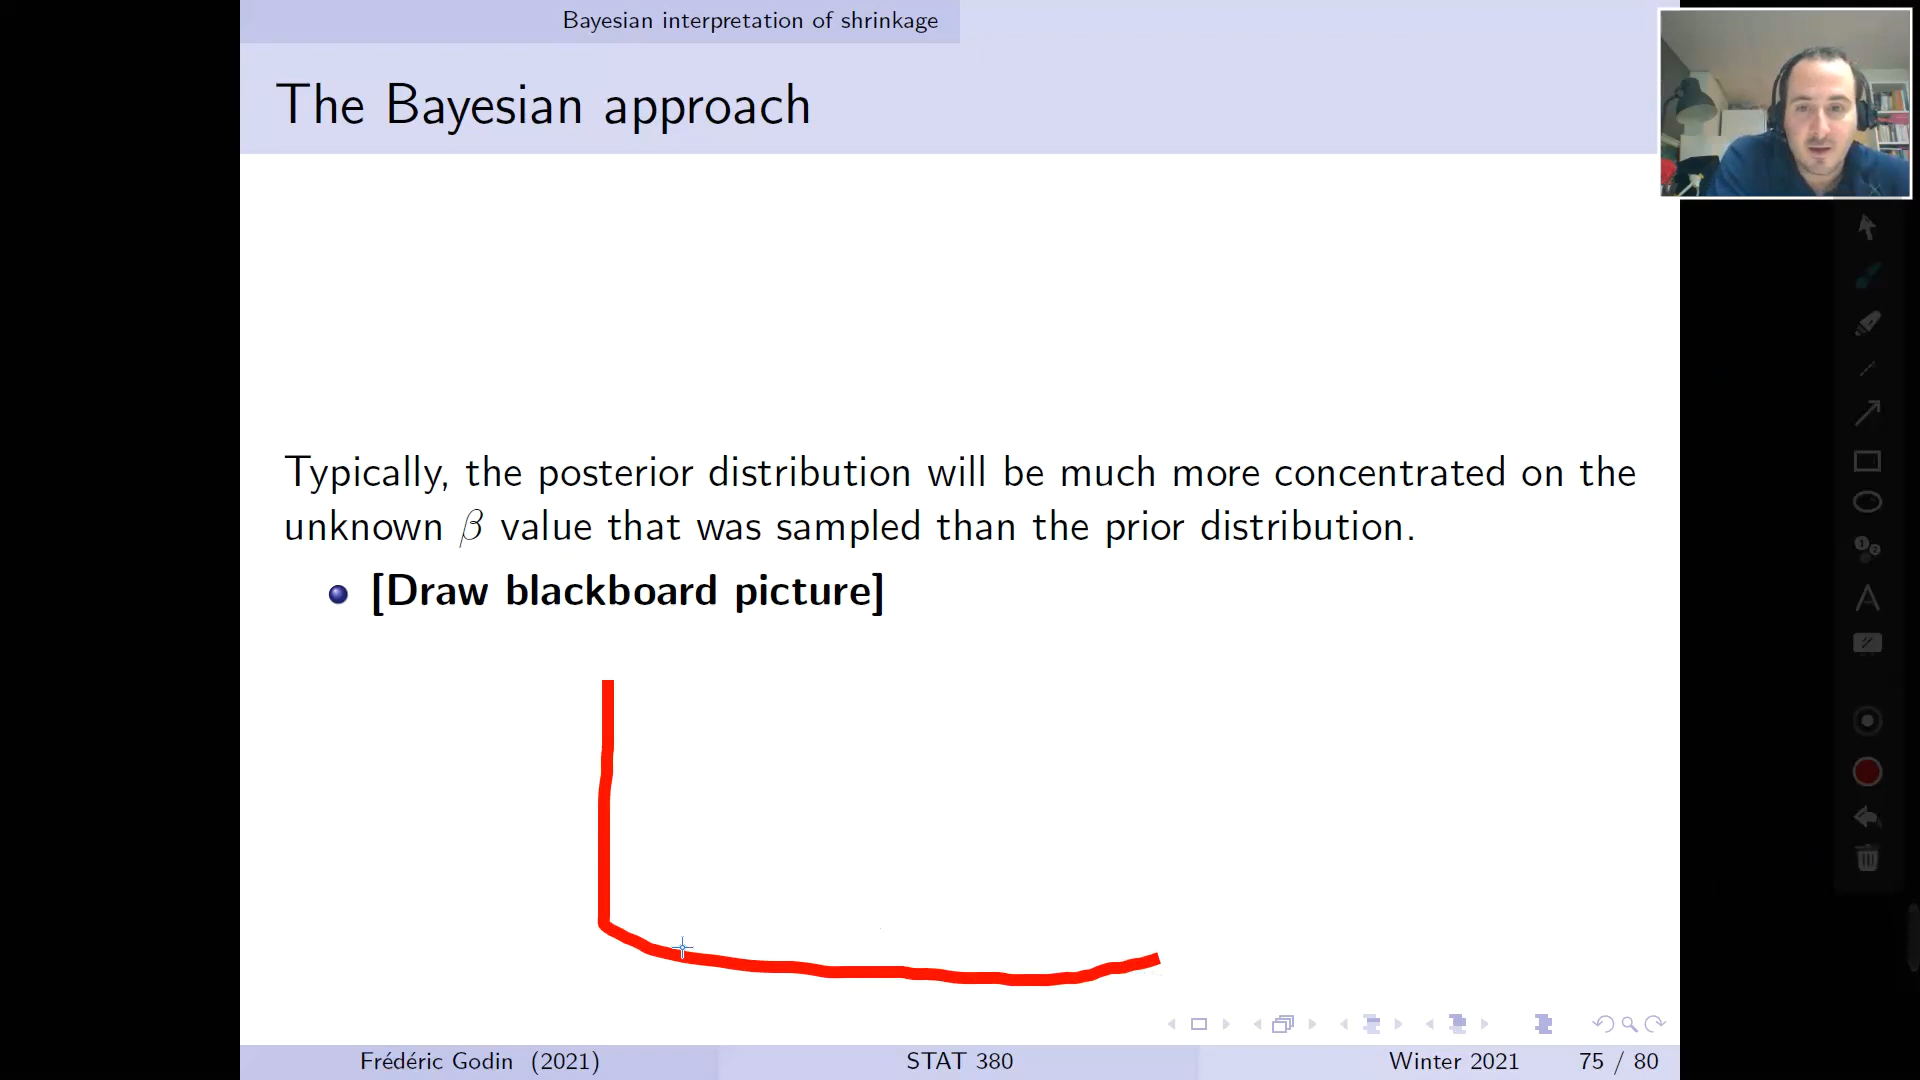 Bayesian interpretation of shrinkage
The Bayesian approach
Typically, the posterior distribution will be much more concentrated on the
unknown β value that was sampled than the prior distribution.
[Draw blackboard picture]
Frédéric Godin (2021) STAT 380 Winter 2021 75 / 80